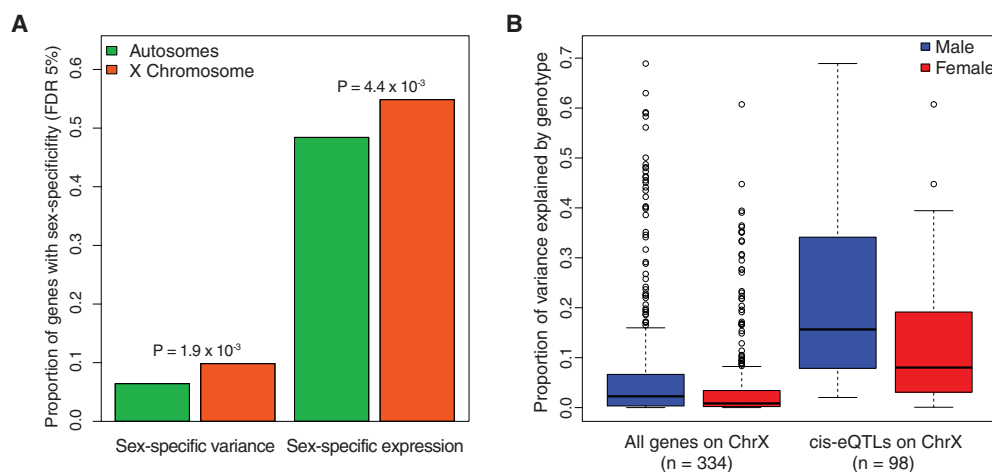 A
Proportion of genes with sex-specificifity (FDR 5%)
0.0
0.1
0.2
0.3
0.4
0.5
0.6
Autosomes
X Chromosome
P = 1.9 x 10-3
P = 4.4 x 10-3
Sex-specific variance
Sex-specific expression
B
Proportion of variance explained by genotype
0.0
0.1
0.2
0.3
0.4
0.5
0.6
0.7
Male
Female
All genes on ChrX
(n = 334)
cis-eQTLs on ChrX
(n = 98)